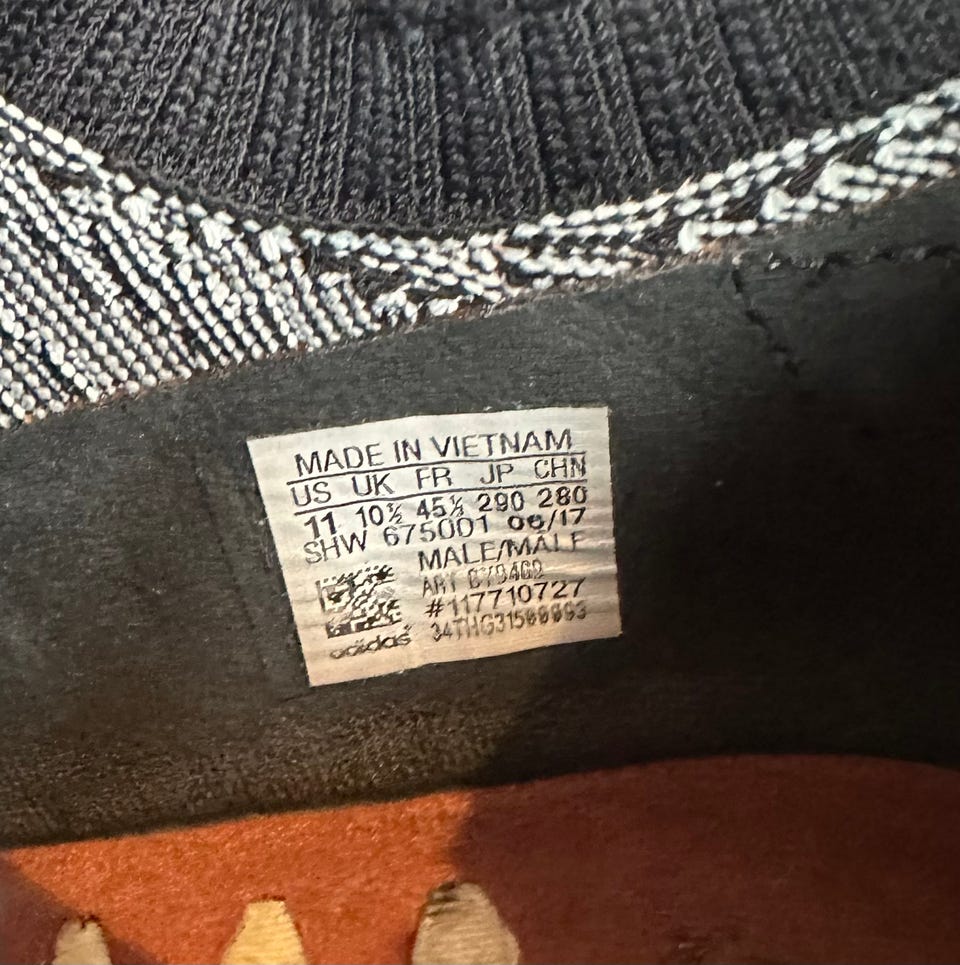 MADE IN VIETNAM
US UK FR JP CHN
11 10½ 45⅓ 290 280
SHW 675001 06/17
MALE/MALE
ART
#117710727
adidas